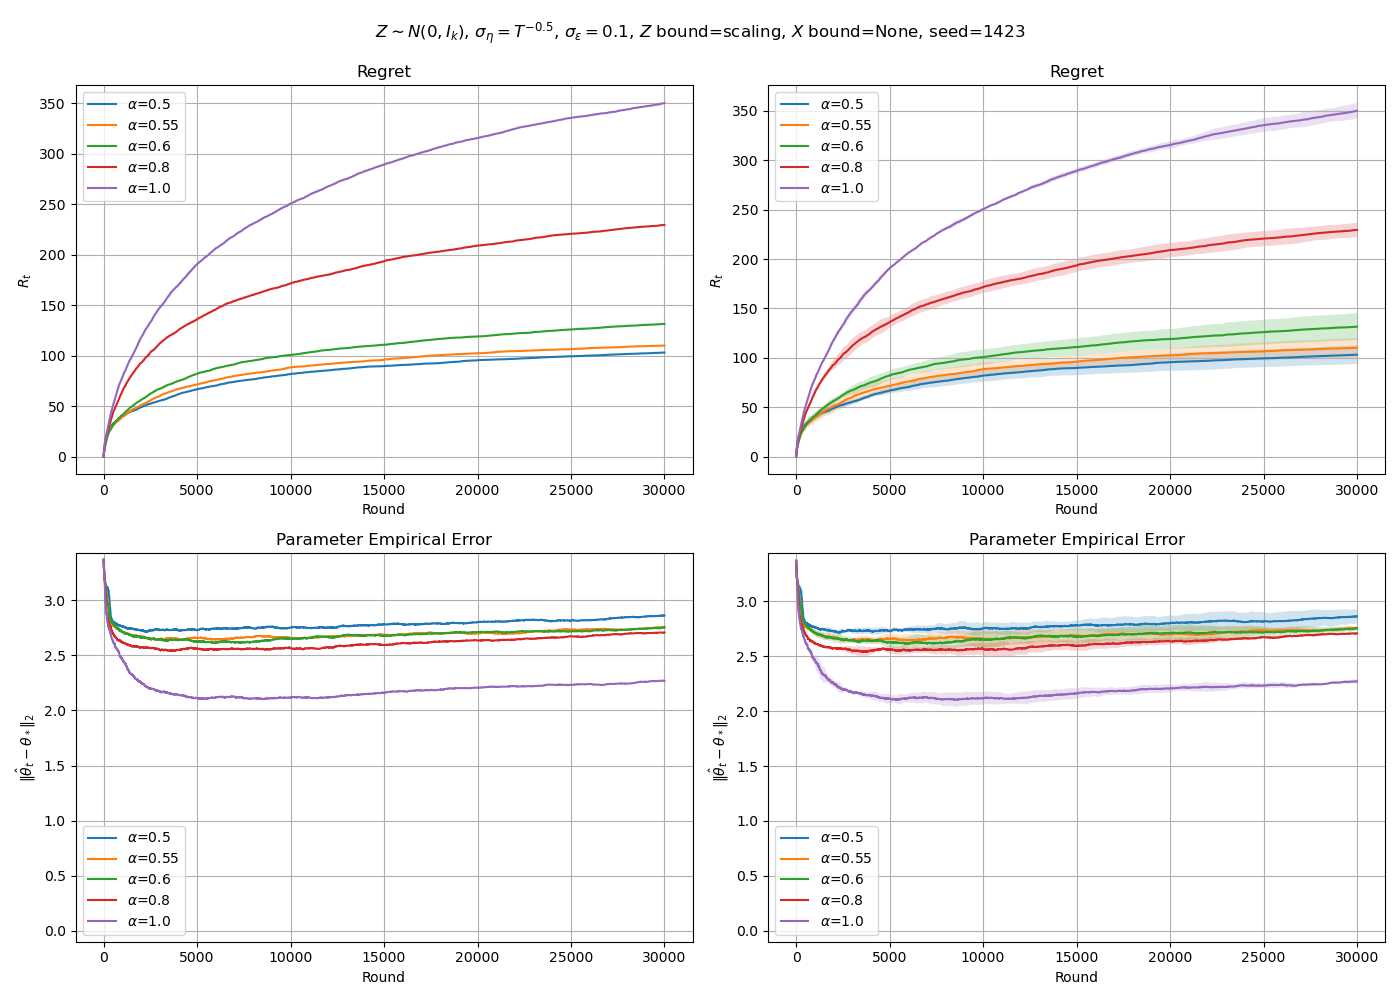 Z ~ N(0, I_k), σ_η = T^{-0.5}, σ_ε = 0.1, Z bound=scaling, X bound=None, seed=1423
Regret
R_t
350
300
250
200
150
100
50
0
α=0.5
α=0.55
α=0.6
α=0.8
α=1.0
0 5000 10000 15000 20000 25000 30000
Round
Regret
R_t
350
300
250
200
150
100
50
0
α=0.5
α=0.55
α=0.6
α=0.8
α=1.0
0 5000 10000 15000 20000 25000 30000
Round
Parameter Empirical Error
‖θ̂_t − θ_*‖_2
3.0
2.5
2.0
1.5
1.0
0.5
0.0
α=0.5
α=0.55
α=0.6
α=0.8
α=1.0
0 5000 10000 15000 20000 25000 30000
Round
Parameter Empirical Error
‖θ̂_t − θ_*‖_2
3.0
2.5
2.0
1.5
1.0
0.5
0.0
α=0.5
α=0.55
α=0.6
α=0.8
α=1.0
0 5000 10000 15000 20000 25000 30000
Round